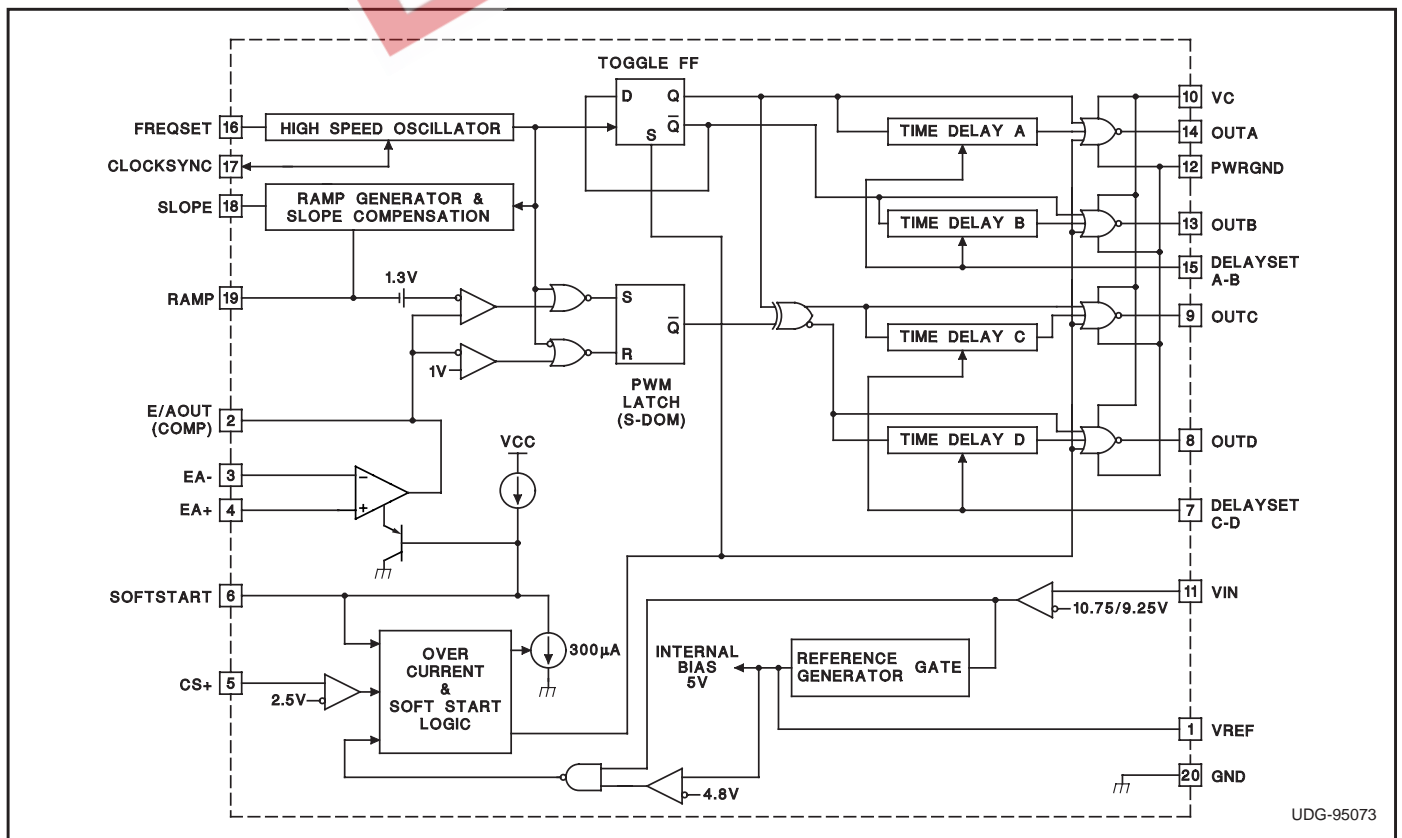 TOGGLE FF
D Q
Q
S
FREQSET 16
HIGH SPEED OSCILLATOR
CLOCKSYNC 17
SLOPE 18
RAMP GENERATOR &
SLOPE COMPENSATION
TIME DELAY A
10 VC
14 OUTA
12 PWRGND
TIME DELAY B
13 OUTB
15 DELAYSET
A-B
RAMP 19
1.3V
S
Q
R
1V
PWM
LATCH
(S-DOM)
TIME DELAY C
9 OUTC
E/AOUT
(COMP)
2
TIME DELAY D
8 OUTD
EA- 3
EA+ 4
−
+
VCC
7 DELAYSET
C-D
SOFTSTART 6
OVER
CURRENT
&
SOFT START
LOGIC
300µA
CS+ 5
2.5V
INTERNAL
BIAS
5V
REFERENCE
GENERATOR
GATE
11 VIN
10.75/9.25V
1 VREF
4.8V
20 GND
UDG-95073